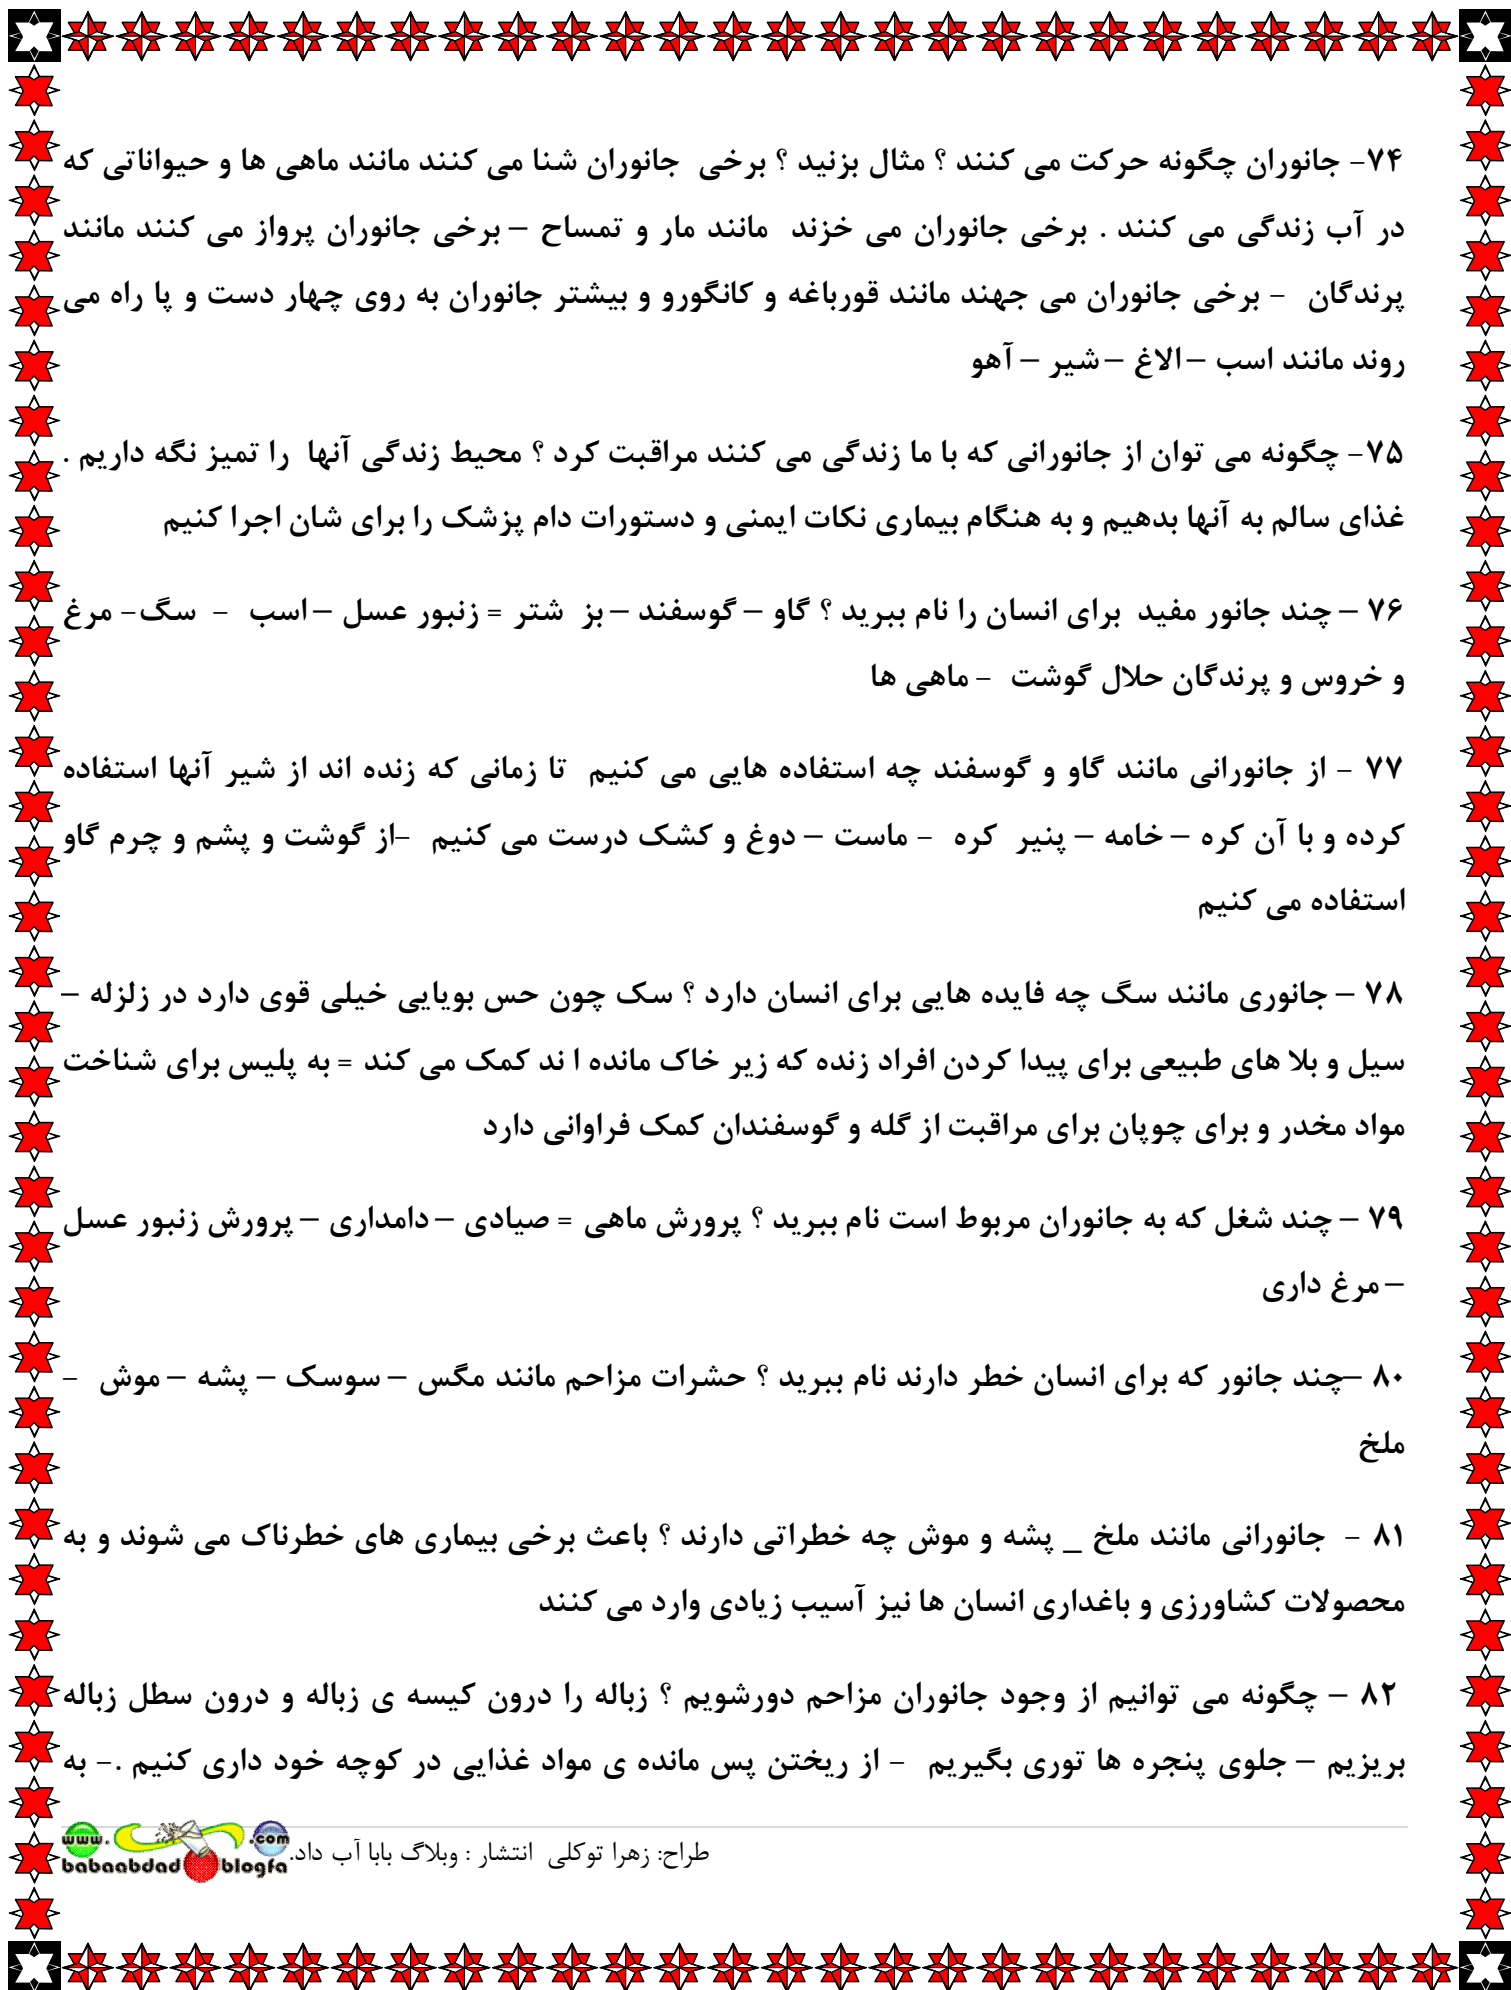 ۷۴- جانوران چگونه حرکت می کنند ؟ مثال بزنید ؟ برخی جانوران شنا می کنند مانند ماهی ها و حیواناتی که
در آب زندگی می کنند . برخی جانوران می خزند مانند مار و تمساح – برخی جانوران پرواز می کنند مانند
پرندگان - برخی جانوران می جهند مانند قورباغه و کانگورو و بیشتر جانوران به روی چهار دست و پا راه می
روند مانند اسب – الاغ – شیر – آهو
۷۵- چگونه می توان از جانورانی که با ما زندگی می کنند مراقبت کرد ؟ محیط زندگی آنها را تمیز نگه داریم .
غذای سالم به آنها بدهیم و به هنگام بیماری نکات ایمنی و دستورات دام پزشک را برای شان اجرا کنیم
۷۶ – چند جانور مفید برای انسان را نام ببرید ؟ گاو – گوسفند – بز شتر = زنبور عسل – اسب - سگ- مرغ
و خروس و پرندگان حلال گوشت - ماهی ها
۷۷ - از جانورانی مانند گاو و گوسفند چه استفاده هایی می کنیم تا زمانی که زنده اند از شیر آنها استفاده
کرده و با آن کره – خامه – پنیر کره - ماست – دوغ و کشک درست می کنیم -از گوشت و پشم و چرم گاو
استفاده می کنیم
۷۸ – جانوری مانند سگ چه فایده هایی برای انسان دارد ؟ سک چون حس بویایی خیلی قوی دارد در زلزله –
سیل و بلا های طبیعی برای پیدا کردن افراد زنده که زیر خاک مانده ا ند کمک می کند = به پلیس برای شناخت
مواد مخدر و برای چوپان برای مراقبت از گله و گوسفندان کمک فراوانی دارد
۷۹ – چند شغل که به جانوران مربوط است نام ببرید ؟ پرورش ماهی = صیادی – دامداری – پرورش زنبور عسل
– مرغ داری
۸۰ –چند جانور که برای انسان خطر دارند نام ببرید ؟ حشرات مزاحم مانند مگس – سوسک – پشه – موش -
ملخ
۸۱ - جانورانی مانند ملخ _ پشه و موش چه خطراتی دارند ؟ باعث برخی بیماری های خطرناک می شوند و به
محصولات کشاورزی و باغداری انسان ها نیز آسیب زیادی وارد می کنند
۸۲ – چگونه می توانیم از وجود جانوران مزاحم دورشویم ؟ زباله را درون کیسه ی زباله و درون سطل زباله
بریزیم – جلوی پنجره ها توری بگیریم - از ریختن پس مانده ی مواد غذایی در کوچه خود داری کنیم .- به
طراح: زهرا توکلی انتشار : وبلاگ بابا آب داد.
www. .com
babaabdad blogfa